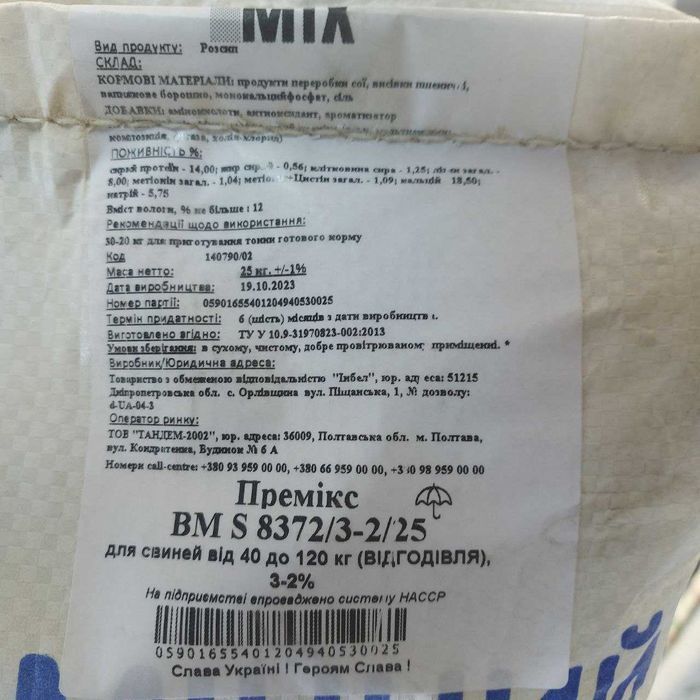 MIX
Вид продукту: Розсип
СКЛАД:
КОРМОВІ МАТЕРІАЛИ: продукти переробки сої, висівки пшеничні,
вапнякове борошно, монокальційфосфат, сіль
ДОБАВКИ: амінокислоти, антиоксидант, ароматизатор
композиція, холін хлорид)
ПОЖИВНІСТЬ %:
сирий протеїн - 14,00; жир сирий - 0,56; клітковина сира - 1,25; лізин загал. -
8,00; метіонін загал. - 1,04; метіонін+Цистін загал. - 1,09; кальцій 18,50;
натрій - 5,75
Вміст вологи, % не більше : 12
Рекомендації щодо використання:
30-20 кг для приготування тонни готового корму
Код 140790/02
Маса нетто: 25 кг. +/-1%
Дата виробництва: 19.10.2023
Номер партії: 05901655401204940530025
Термін придатності: 6 (шість) місяців з дати виробництва.
Виготовлено згідно: ТУ У 10.9-31970823-002:2013
Умови зберігання: в сухому, чистому, добре провітрюваному приміщенні. *
Виробник/Юридична адреса:
Товариство з обмеженою відповідальністю "Інбел", юр. адреса: 51215
Дніпропетровська обл. с. Орлівщина вул. Піщанська, 1, № дозволу:
d-UA-04-3
Оператор ринку:
ТОВ "ТАНДЕМ-2002", юр. адреса: 36009, Полтавська обл. м. Полтава,
вул. Кондратенка, Будинок № 6 А
Номери call-centre: +380 93 959 00 00, +380 66 959 00 00, +380 98 959 00 00
Премікс
BM S 8372/3-2/25
для свиней від 40 до 120 кг (ВІДГОДІВЛЯ),
3-2%
На підприємстві впроваджено систему НАССР
05901655401204940530025
Слава Україні ! Героям Слава !